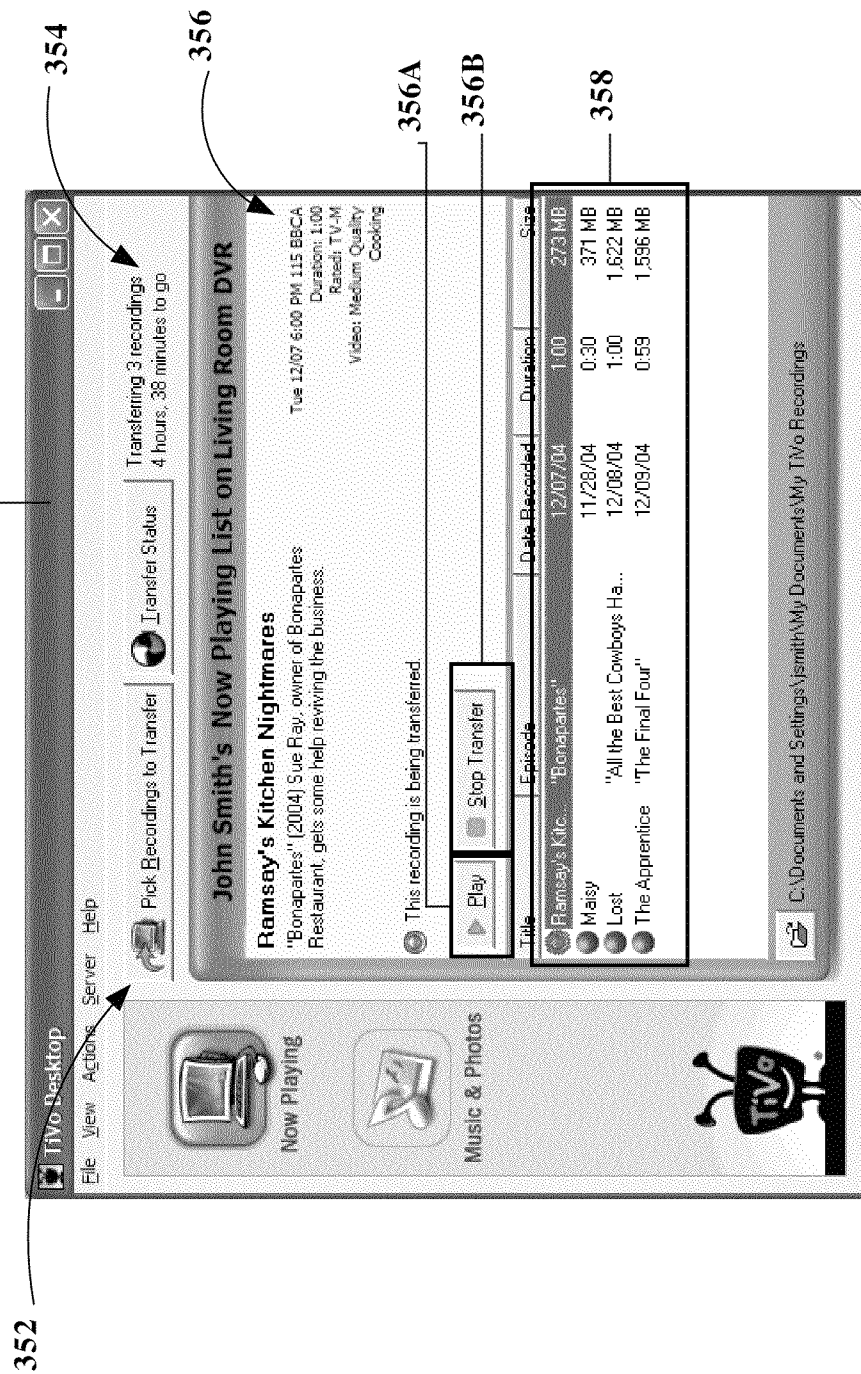 TiVo Desktop
File View Actions Server Help
352
Pick Recordings to Transfer
Transfer Status
Transferring 3 recordings
4 hours, 38 minutes to go
354
John Smith's Now Playing List on Living Room DVR
Now Playing
Music & Photos
TiVo
Ramsay's Kitchen Nightmares
"Bonapartes" (2004) Sue Ray, owner of Bonapartes
Restaurant, gets some help reviving the business.
Tue 12/07 6:00 PM 115 BBCA
Duration: 1:00
Rated: TV-M
Video: Medium Quality
Cooking
356
This recording is being transferred.
356A
Play
Stop Transfer
356B
Title Episode Date Recorded Duration Size
Ramsay's Kitc... "Bonapartes" 12/07/04 1:00 273 MB
Maisy 11/28/04 0:30 371 MB
Lost "All the Best Cowboys Ha... 12/08/04 1:00 1,622 MB
The Apprentice "The Final Four" 12/09/04 0:59 1,596 MB
358
C:\Documents and Settings\jsmith\My Documents\My TiVo Recordings